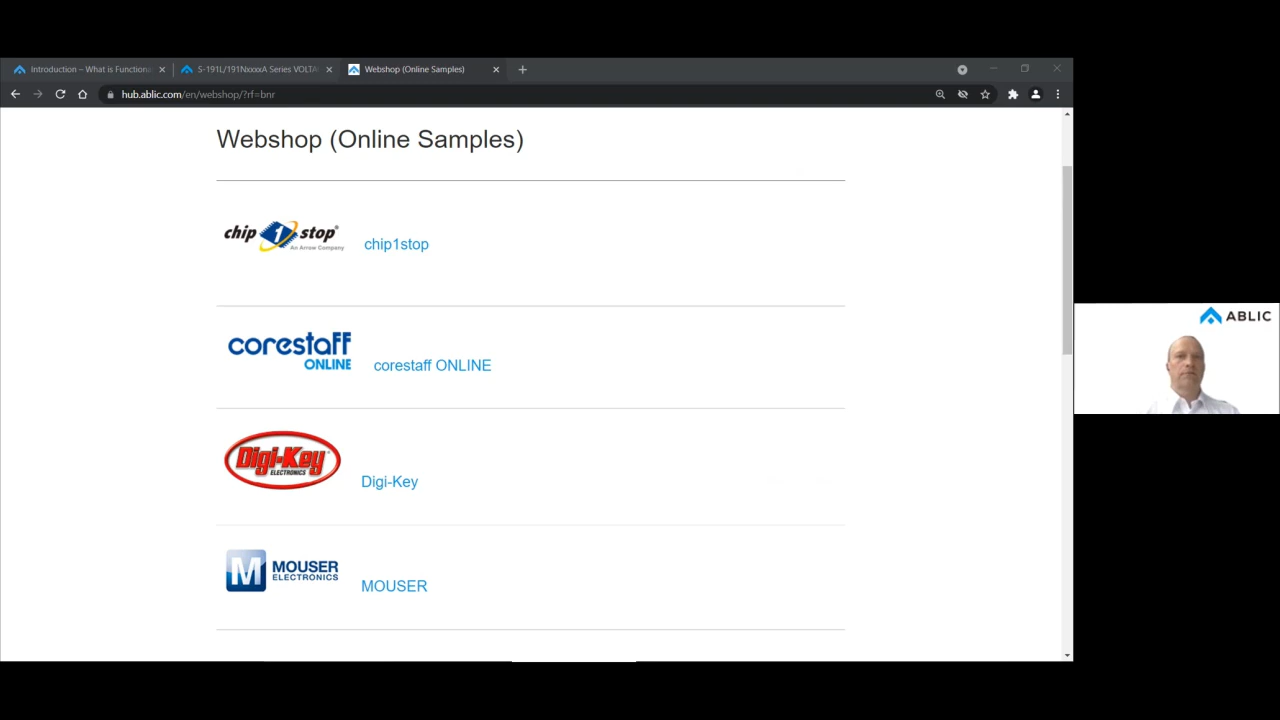 Introduction – What is Functiona
S-191L/191NxxxxA Series VOLTA
Webshop (Online Samples)
hub.ablic.com/en/webshop/?rf=bnr
Webshop (Online Samples)
chip 1 stop®
An Arrow Company
chip1stop
corestaff
ONLINE
corestaff ONLINE
Digi-Key
ELECTRONICS
Digi-Key
M MOUSER
ELECTRONICS
MOUSER
ABLIC